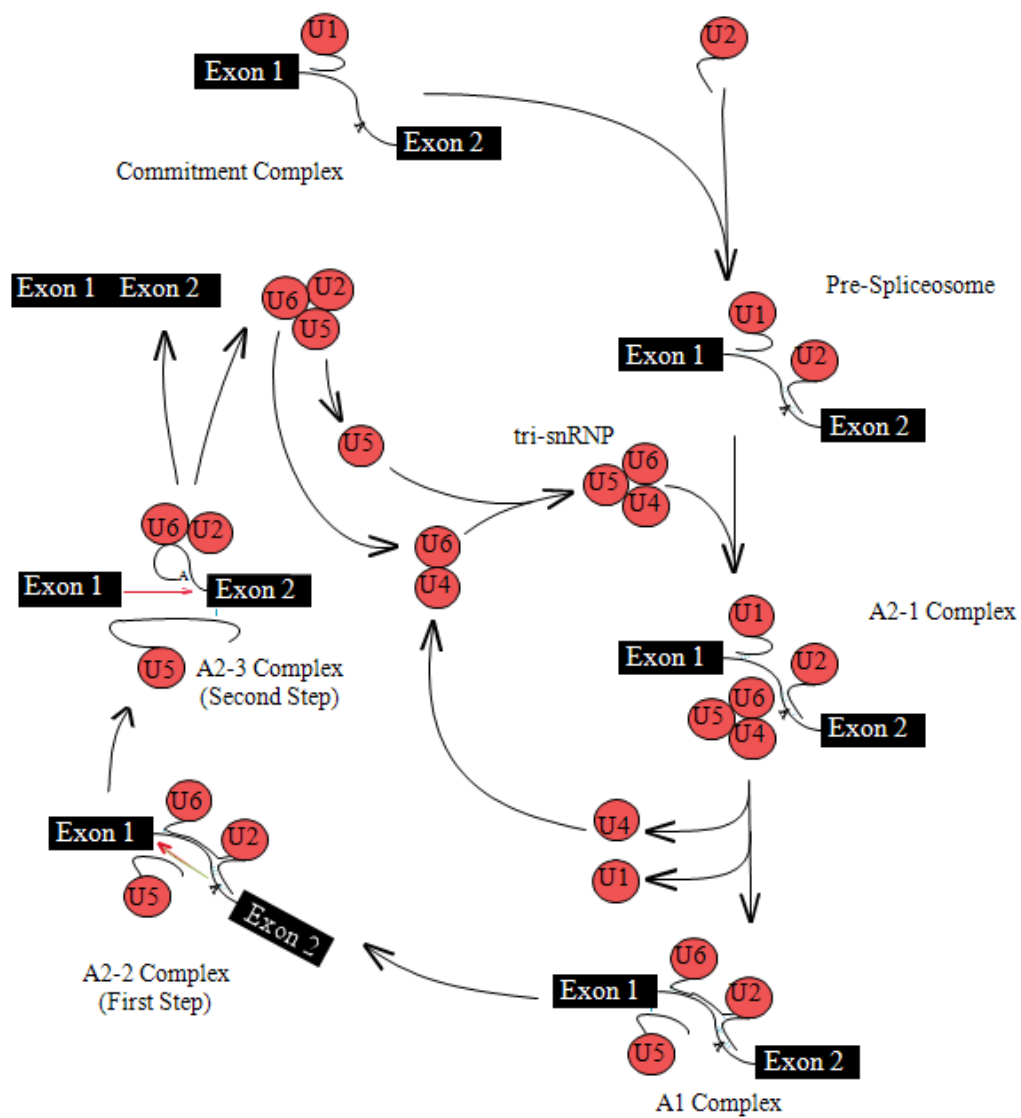 U1
Exon 1
Exon 2
Commitment Complex
U2
Pre-Spliceosome
U1
Exon 1
U2
Exon 2
Exon 1 Exon 2
U6
U2
U5
U5
tri-snRNP
U5
U6
U4
U6
U4
A2-1 Complex
U1
Exon 1
U2
U6
U5
U4
Exon 2
U4
U1
U6
U2
A
Exon 1
Exon 2
U5
A2-3 Complex
(Second Step)
U6
Exon 1
U2
U5
Exon 2
A2-2 Complex
(First Step)
U6
Exon 1
U2
U5
Exon 2
A1 Complex